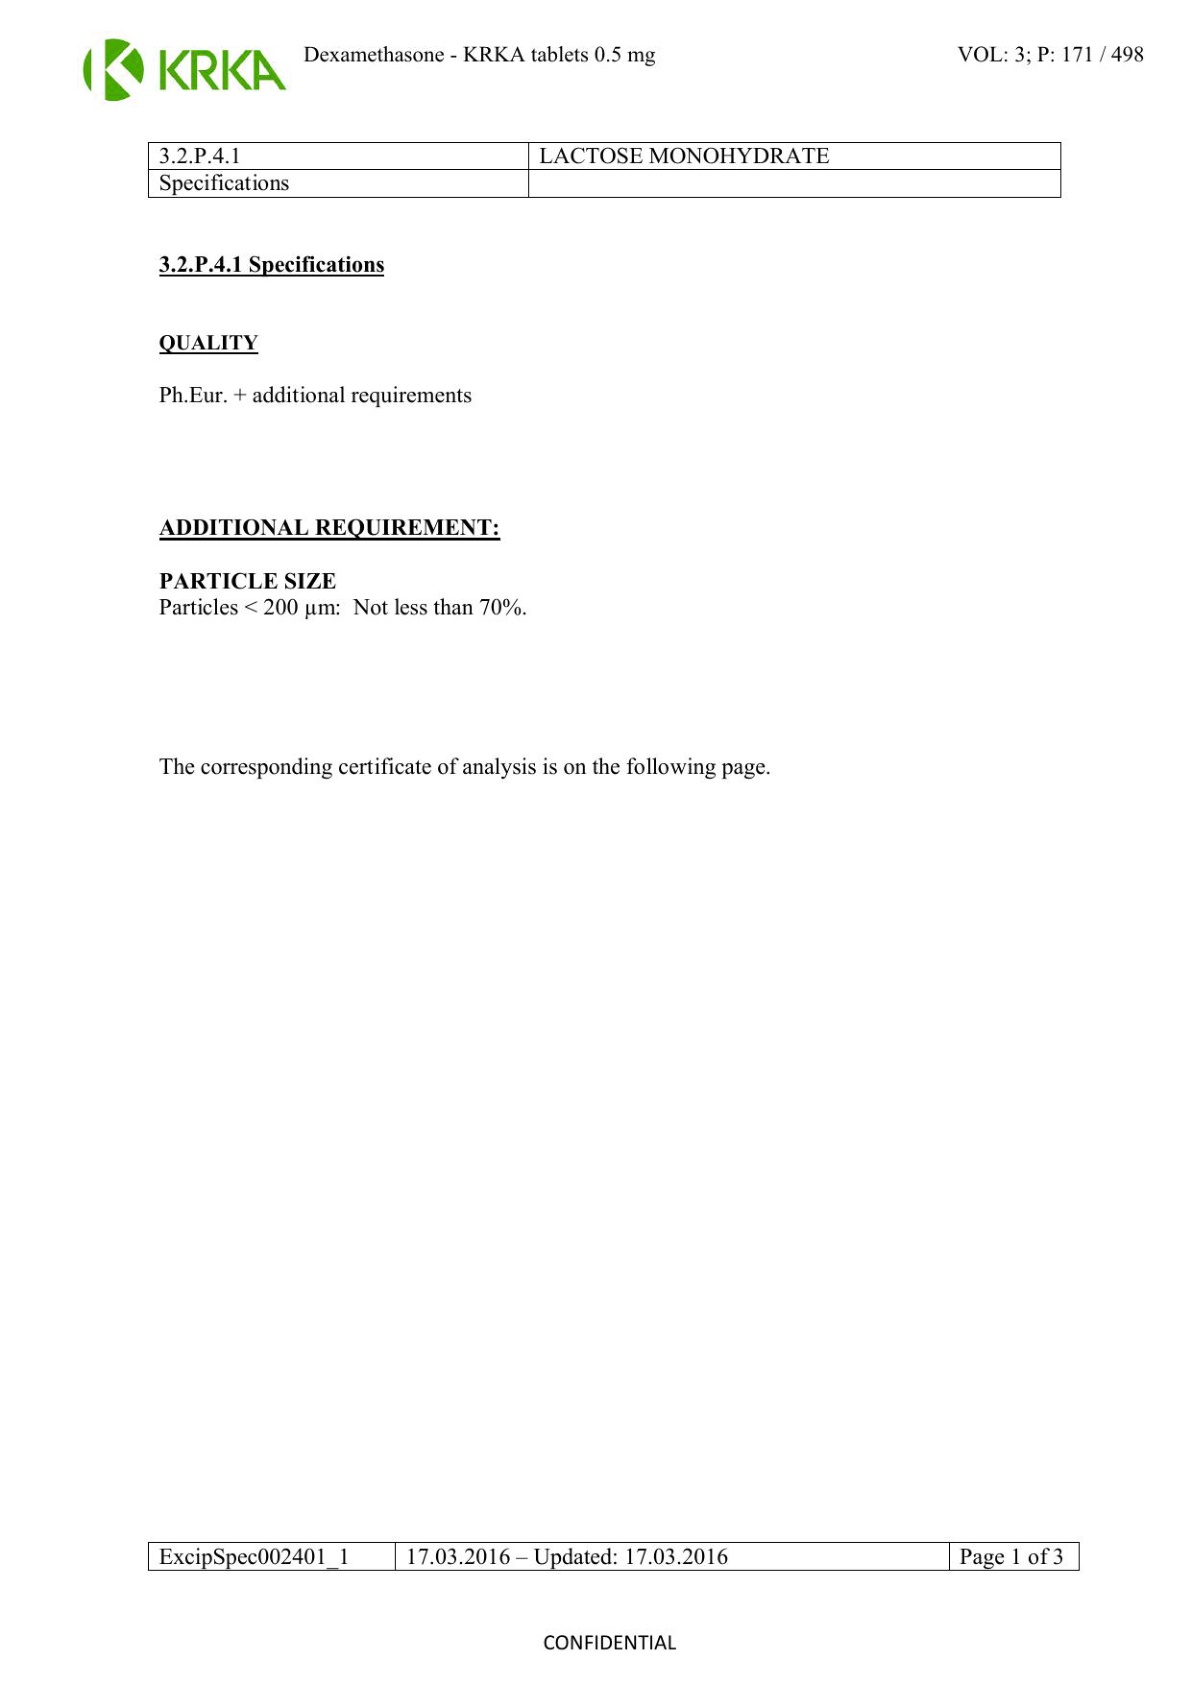 KRKA
Dexamethasone - KRKA tablets 0.5 mg
VOL: 3; P: 171 / 498
3.2.P.4.1 LACTOSE MONOHYDRATE
Specifications
3.2.P.4.1 Specifications
QUALITY
Ph.Eur. + additional requirements
ADDITIONAL REQUIREMENT:
PARTICLE SIZE
Particles < 200 µm: Not less than 70%.
The corresponding certificate of analysis is on the following page.
ExcipSpec002401_1 17.03.2016 – Updated: 17.03.2016 Page 1 of 3
CONFIDENTIAL